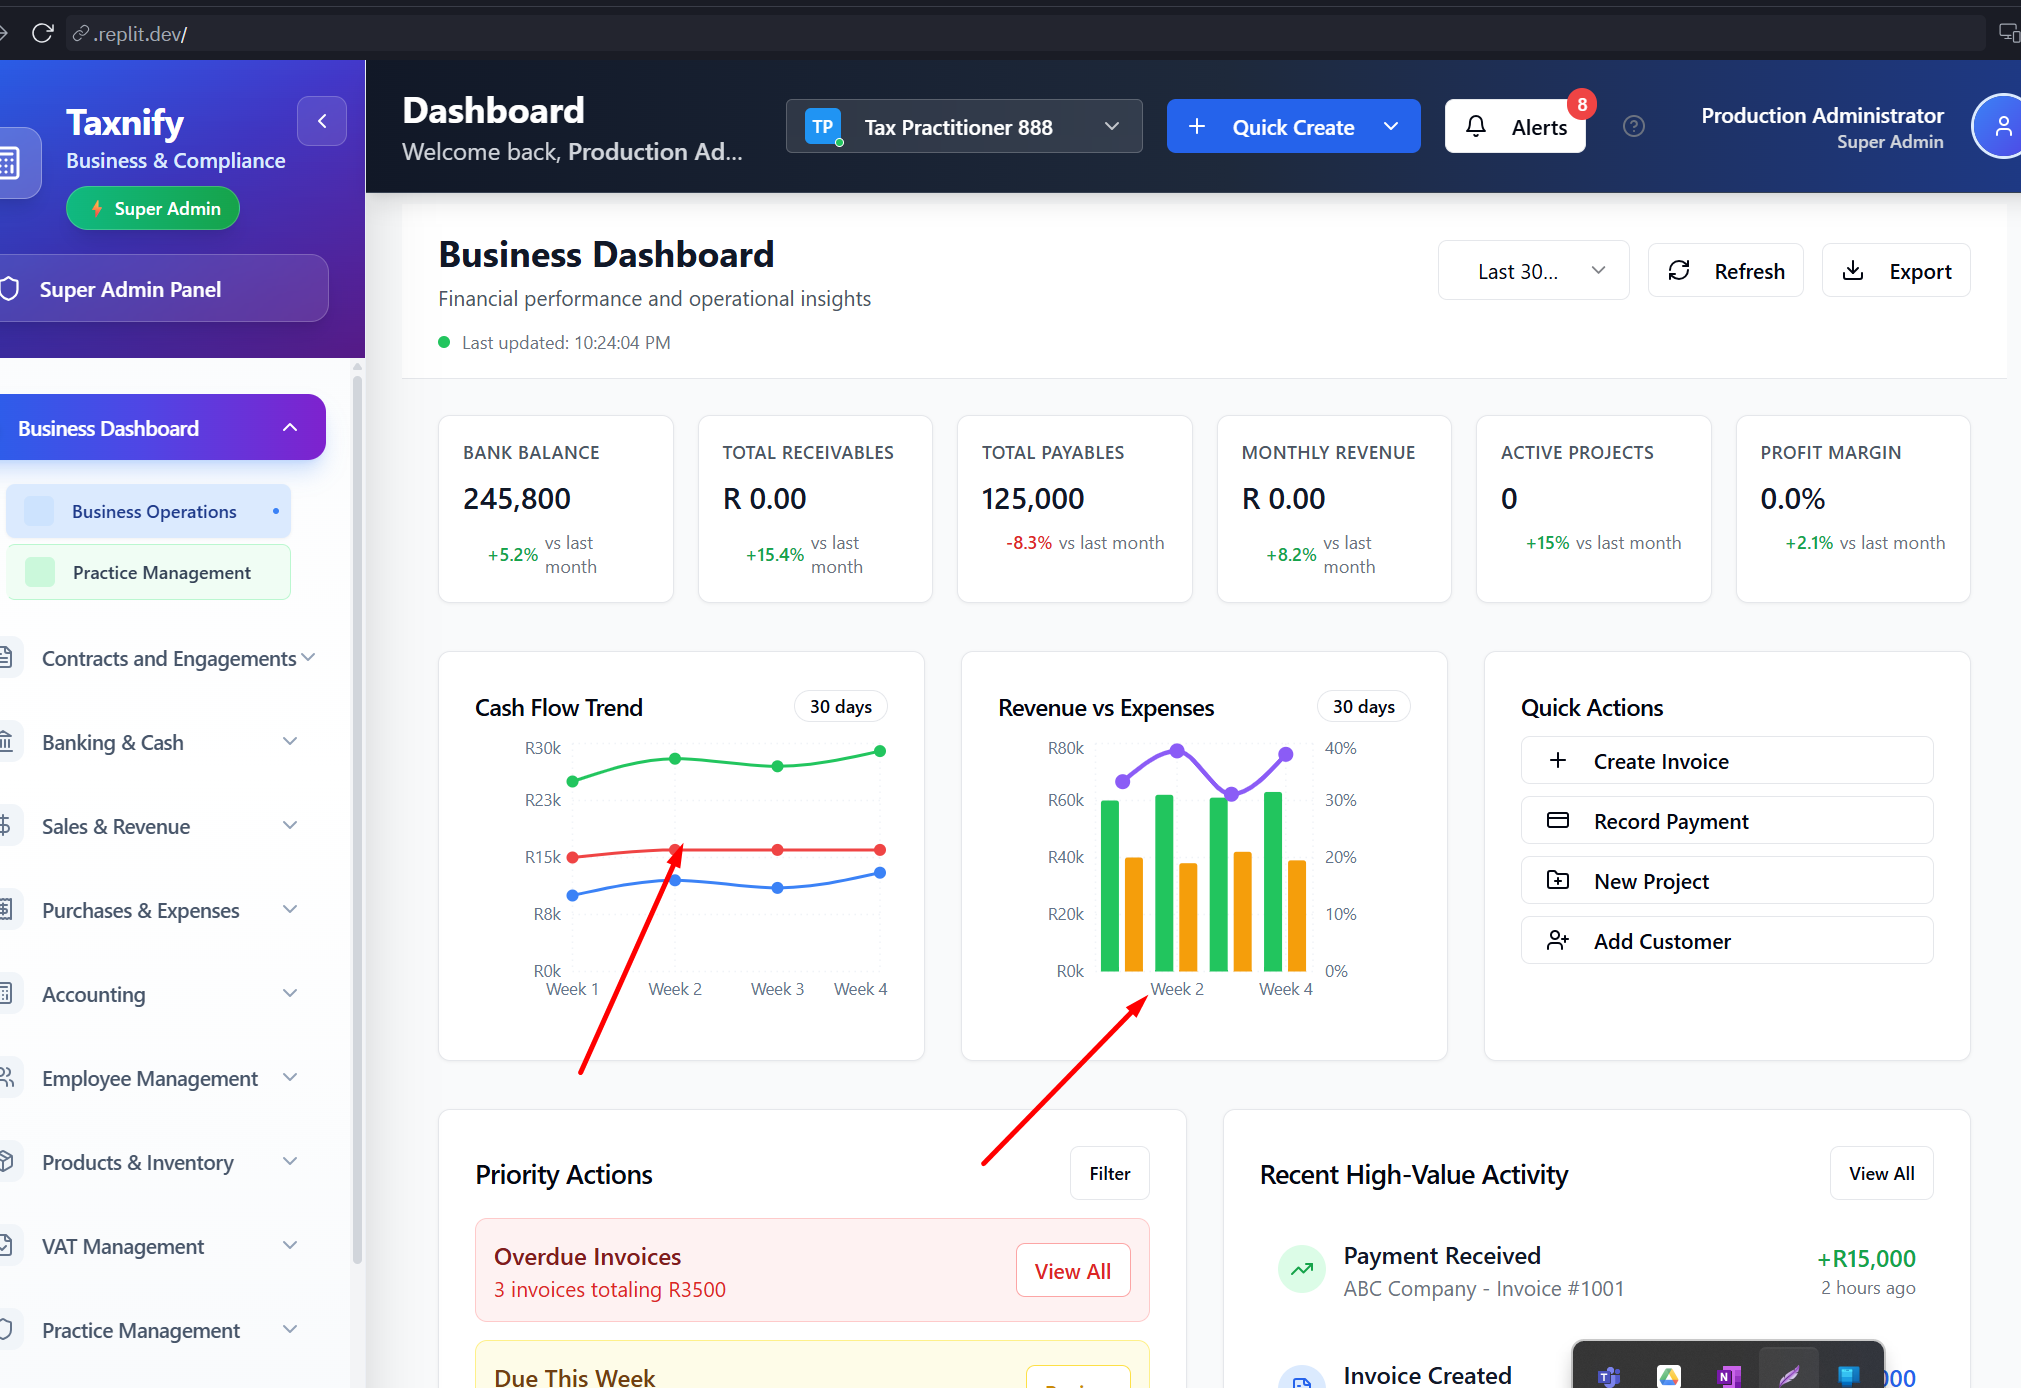 .replit.dev/
Taxnify
Business & Compliance
Super Admin
Super Admin Panel
Business Dashboard
Business Operations
Practice Management
Contracts and Engagements
Banking & Cash
Sales & Revenue
Purchases & Expenses
Accounting
Employee Management
Products & Inventory
VAT Management
Practice Management
Dashboard
Welcome back, Production Ad...
TP
Tax Practitioner 888
Quick Create
Alerts
8
Production Administrator
Super Admin
Business Dashboard
Financial performance and operational insights
Last updated: 10:24:04 PM
Last 30...
Refresh
Export
BANK BALANCE
245,800
+5.2% vs last month
TOTAL RECEIVABLES
R 0.00
+15.4% vs last month
TOTAL PAYABLES
125,000
-8.3% vs last month
MONTHLY REVENUE
R 0.00
+8.2% vs last month
ACTIVE PROJECTS
0
+15% vs last month
PROFIT MARGIN
0.0%
+2.1% vs last month
Cash Flow Trend
30 days
R30k
R23k
R15k
R8k
R0k
Week 1
Week 2
Week 3
Week 4
Revenue vs Expenses
30 days
R80k
R60k
R40k
R20k
R0k
40%
30%
20%
10%
0%
Week 2
Week 4
Quick Actions
Create Invoice
Record Payment
New Project
Add Customer
Priority Actions
Filter
Overdue Invoices
3 invoices totaling R3500
View All
Due This Week
Recent High-Value Activity
View All
Payment Received
ABC Company - Invoice #1001
+R15,000
2 hours ago
Invoice Created